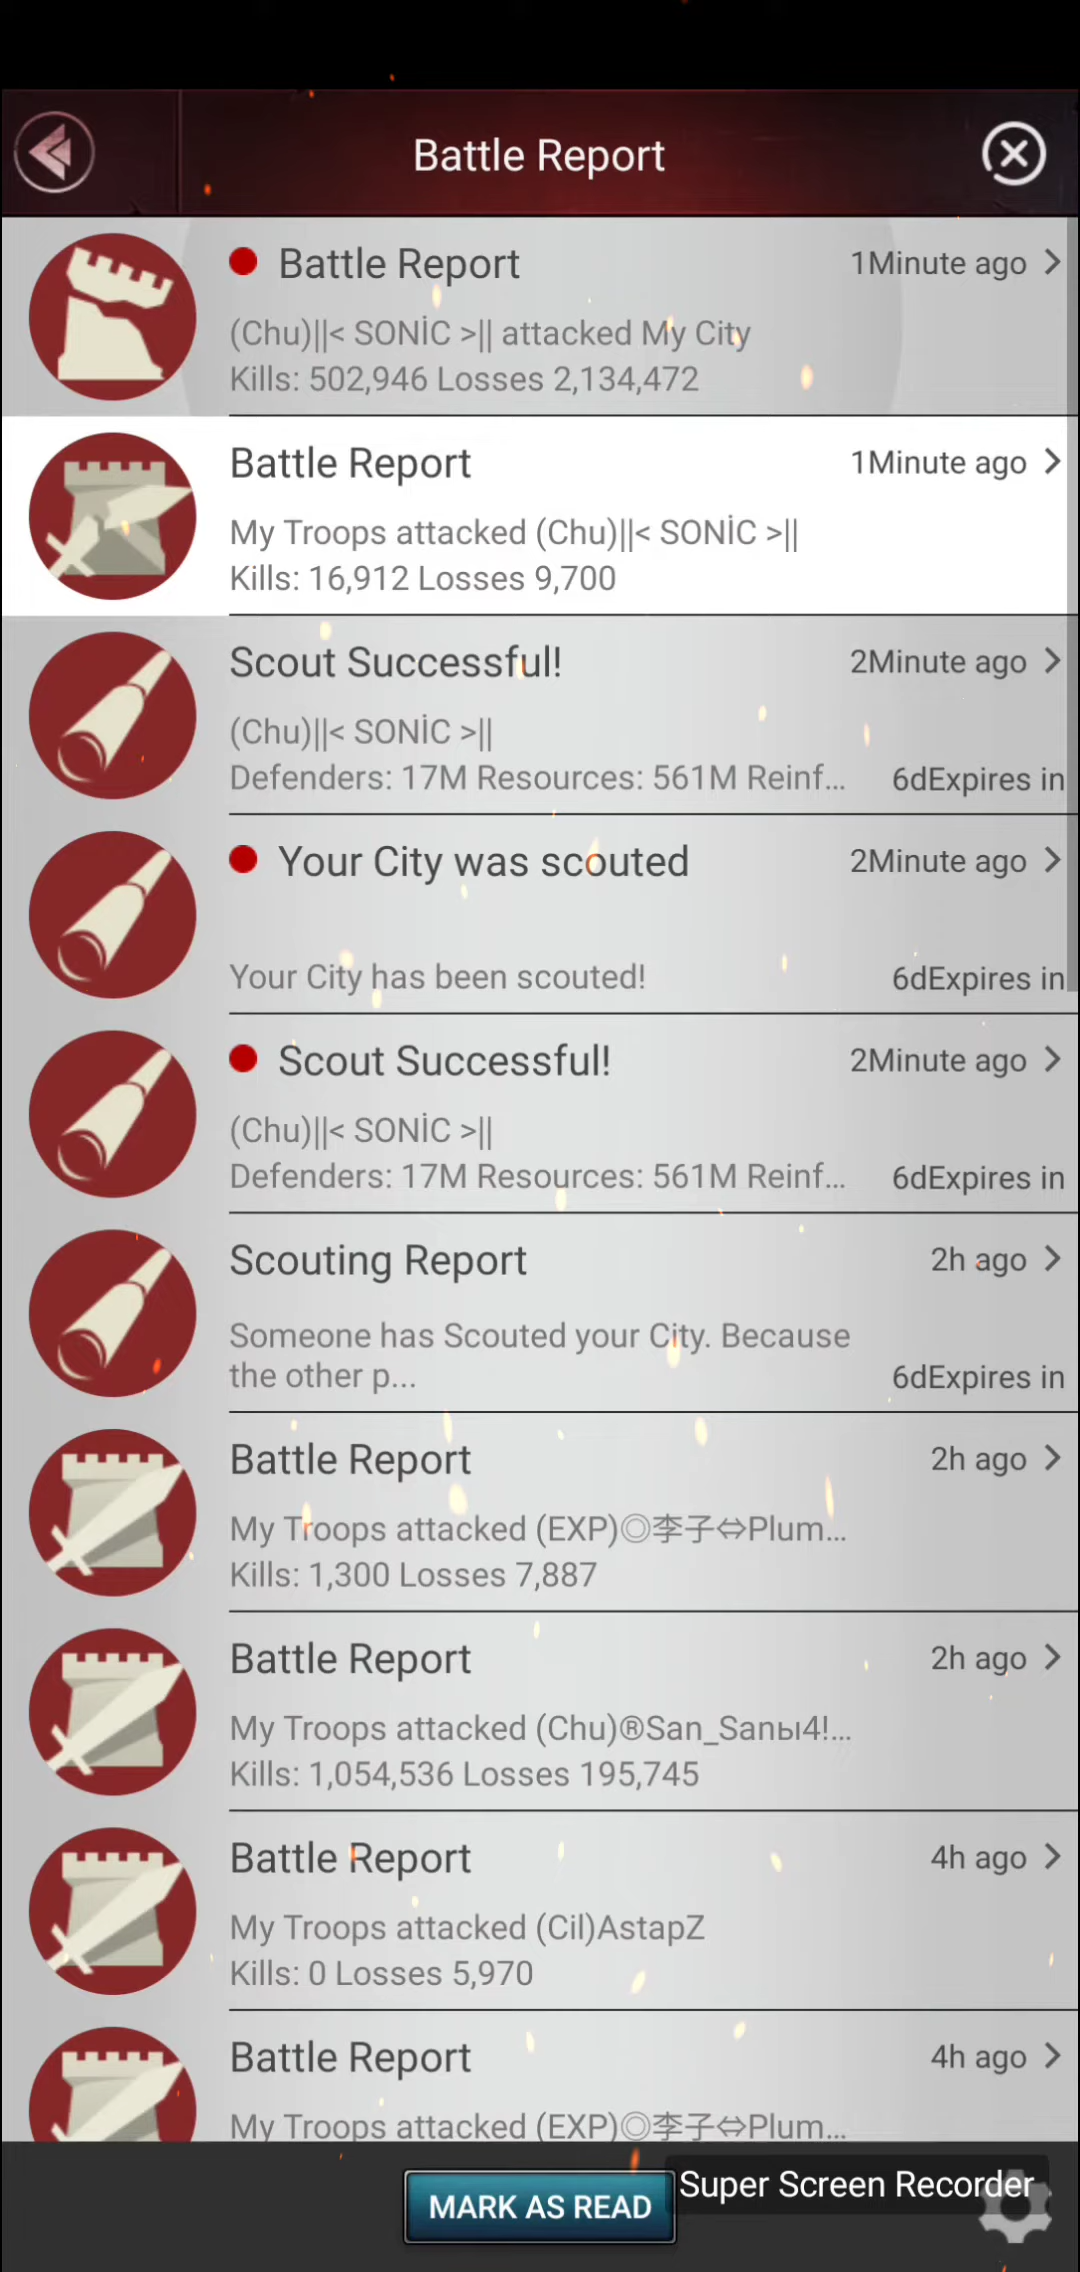 Battle Report
Battle Report
1Minute ago
(Chu)||< SONİC >|| attacked My City
Kills: 502,946 Losses 2,134,472
Battle Report
1Minute ago
My Troops attacked (Chu)||< SONİC >||
Kills: 16,912 Losses 9,700
Scout Successful!
2Minute ago
(Chu)||< SONİC >||
Defenders: 17M Resources: 561M Reinf...
6dExpires in
Your City was scouted
2Minute ago
Your City has been scouted!
6dExpires in
Scout Successful!
2Minute ago
(Chu)||< SONİC >||
Defenders: 17M Resources: 561M Reinf...
6dExpires in
Scouting Report
2h ago
Someone has Scouted your City. Because
the other p...
6dExpires in
Battle Report
2h ago
My Troops attacked (EXP)◎李子⇔Plum...
Kills: 1,300 Losses 7,887
Battle Report
2h ago
My Troops attacked (Chu)®San_Sanы4!...
Kills: 1,054,536 Losses 195,745
Battle Report
4h ago
My Troops attacked (Cil)AstapZ
Kills: 0 Losses 5,970
Battle Report
4h ago
My Troops attacked (EXP)◎李子⇔Plum...
Super Screen Recorder
MARK AS READ